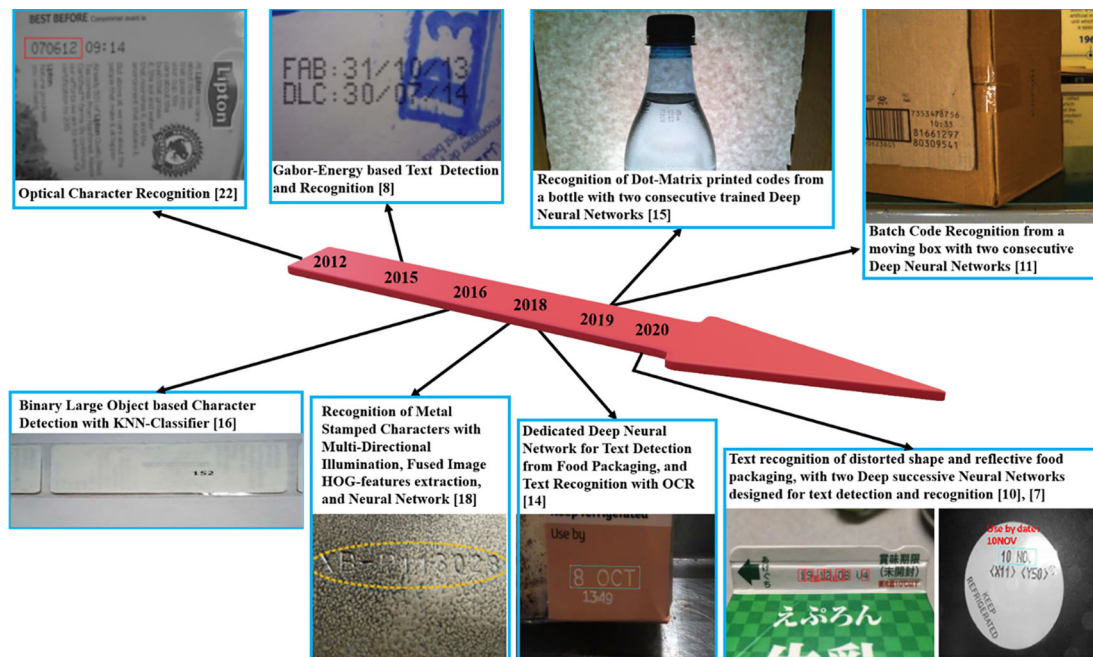 BEST BEFORE
070612 09:14
Lipton
Optical Character Recognition [22]
FAB:31/10/13
DLC:30/07/14
Gabor-Energy based Text Detection
and Recognition [8]
Recognition of Dot-Matrix printed codes from
a bottle with two consecutive trained Deep
Neural Networks [15]
7353478756
10:33
81661297
80309541
196
Batch Code Recognition from a
moving box with two consecutive
Deep Neural Networks [11]
2012
2015
2016
2018
2019
2020
Binary Large Object based Character
Detection with KNN-Classifier [16]
152
Recognition of Metal
Stamped Characters with
Multi-Directional
Illumination, Fused Image
HOG-features extraction,
and Neural Network [18]
Dedicated Deep Neural
Network for Text Detection
from Food Packaging, and
Text Recognition with OCR
[14]
Keep refrigerated
Use by
8 OCT
1349
Text recognition of distorted shape and reflective food
packaging, with two Deep successive Neural Networks
designed for text detection and recognition [10], [7]
あけぐち
賞味期限
(未開封)
えぷろん
牛乳
Use by date:
10NOV
10 NO.
<X11> <Y50>
KEEP
REFRIGERATED